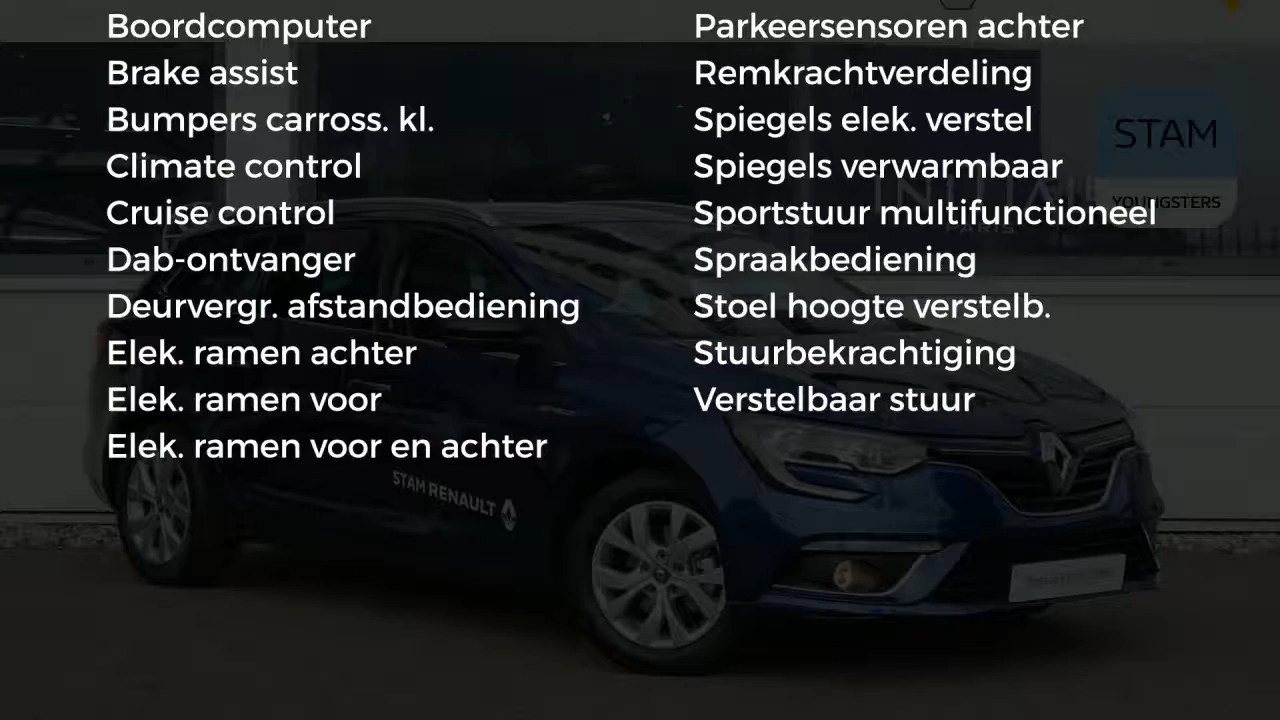 Boordcomputer
Brake assist
Bumpers carross. kl.
Climate control
Cruise control
Dab-ontvanger
Deurvergr. afstandbediening
Elek. ramen achter
Elek. ramen voor
Elek. ramen voor en achter
Parkeersensoren achter
Remkrachtverdeling
Spiegels elek. verstel
Spiegels verwarmbaar
Sportstuur multifunctioneel
Spraakbediening
Stoel hoogte verstelb.
Stuurbekrachtiging
Verstelbaar stuur
STAM
YOUNGSTERS
INITIALE
PARIS
STAM RENAULT